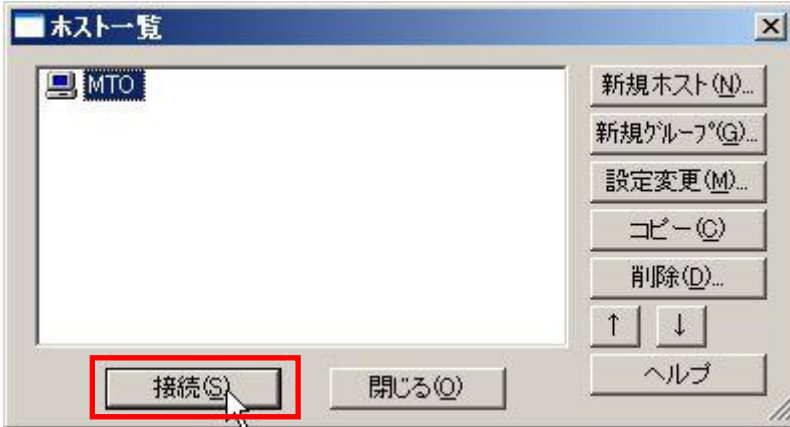 ホスト一覧
MTO
新規ホスト(N)...
新規ｸﾞﾙｰﾌﾟ(G)...
設定変更(M)...
コピー(C)
削除(D)...
↑ ↓
接続(S) 閉じる(O) ヘルプ